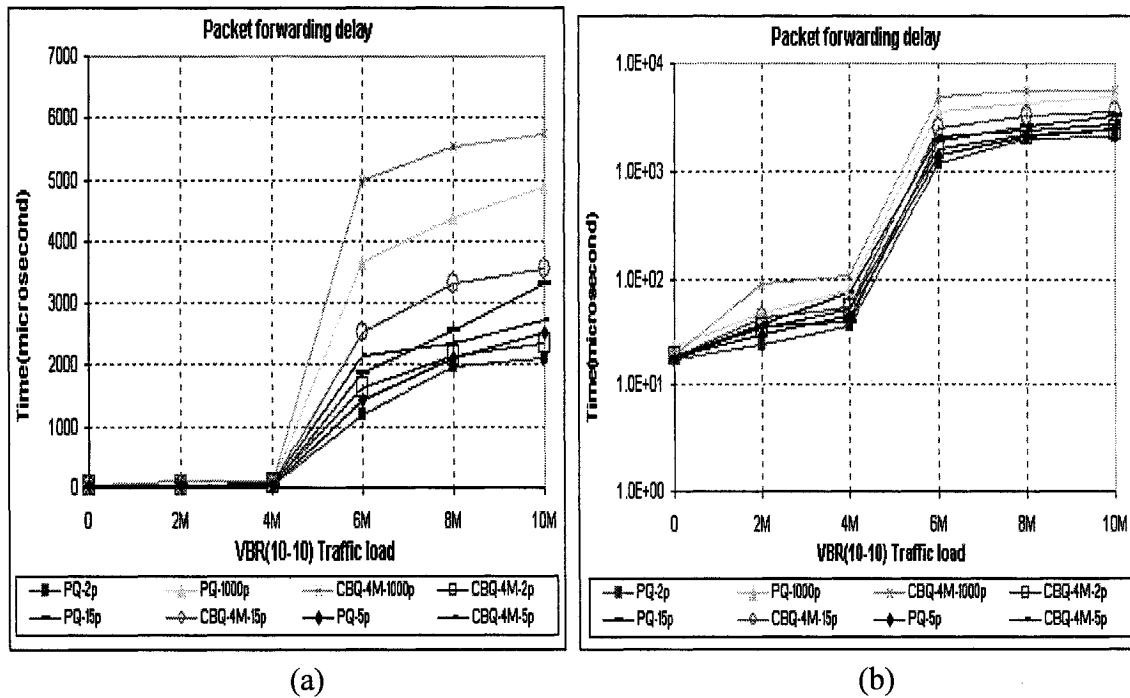 Packet forwarding delay
Time(microsecond)
7000
6000
5000
4000
3000
2000
1000
0
0 2M 4M 6M 8M 10M
VBR(10-10) Traffic load
PQ-2p PQ-1000p CBQ-4M-1000p CBQ-4M-2p
PQ-15p CBQ-4M-15p PQ-5p CBQ-4M-5p
(a)
Packet forwarding delay
Time(microsecond)
1.0E+04
1.0E+03
1.0E+02
1.0E+01
1.0E+00
0 2M 4M 6M 8M 10M
VBR(10-10) Traffic load
PQ-2p PQ-1000p CBQ-4M-1000p CBQ-4M-2p
PQ-15p CBQ-4M-15p PQ-5p CBQ-4M-5p
(b)